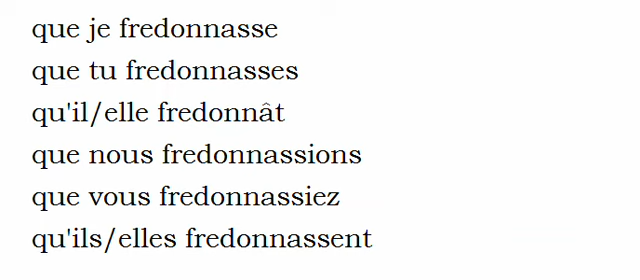 que je fredonnasse
que tu fredonnasses
qu'il/elle fredonnât
que nous fredonnassions
que vous fredonnassiez
qu'ils/elles fredonnassent